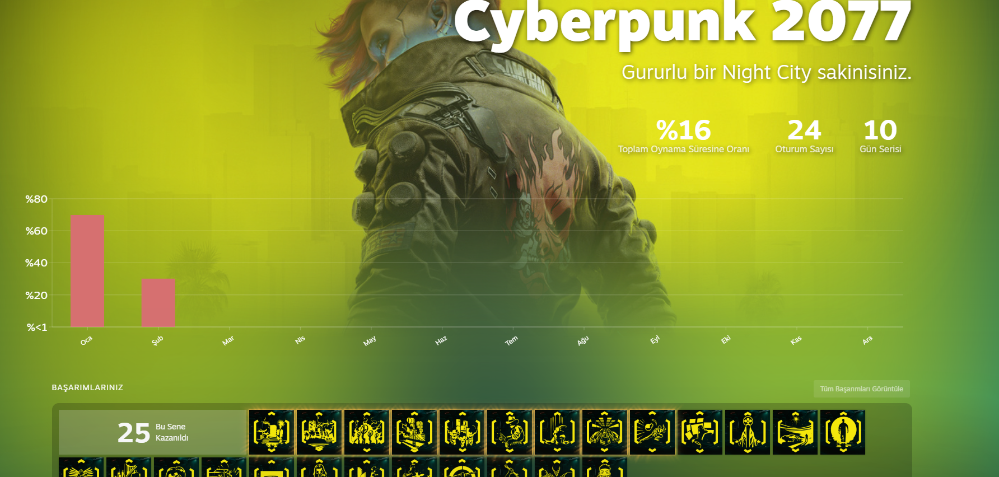 Cyberpunk 2077
Gururlu bir Night City sakinisiniz.
%16
Toplam Oynama Süresine Oranı
24
Oturum Sayısı
10
Gün Serisi
SAMURAI
%80
%60
%40
%20
%<1
Oca
Şub
Mar
Nis
May
Haz
Tem
Ağu
Eyl
Eki
Kas
Ara
BAŞARIMLARINIZ
Tüm Başarımları Görüntüle
25
Bu Sene
Kazanıldı